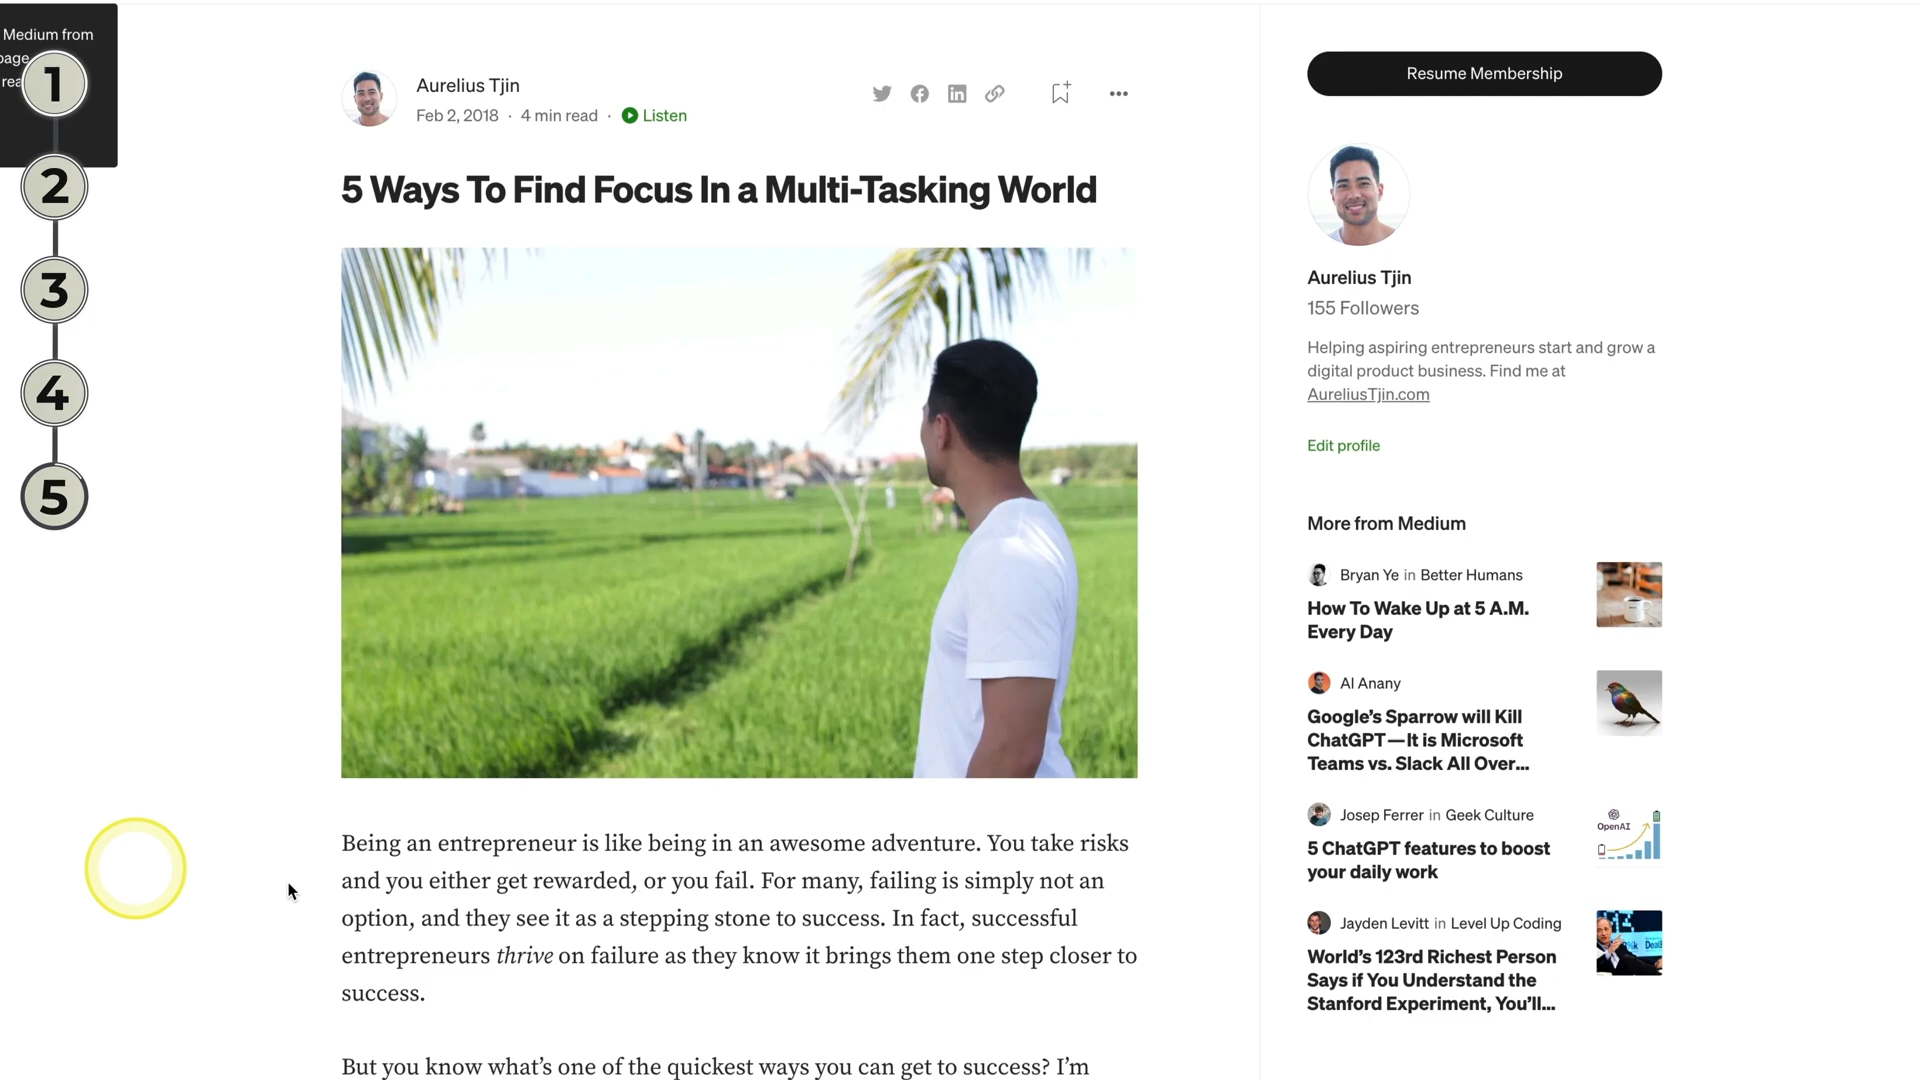 Medium from
page
rea
1
2
3
4
5
Aurelius Tjin
Feb 2, 2018 · 4 min read · Listen
5 Ways To Find Focus In a Multi-Tasking World
Being an entrepreneur is like being in an awesome adventure. You take risks
and you either get rewarded, or you fail. For many, failing is simply not an
option, and they see it as a stepping stone to success. In fact, successful
entrepreneurs thrive on failure as they know it brings them one step closer to
success.
But you know what’s one of the quickest ways you can get to success? I’m
Resume Membership
Aurelius Tjin
155 Followers
Helping aspiring entrepreneurs start and grow a
digital product business. Find me at
AureliusTjin.com
Edit profile
More from Medium
Bryan Ye in Better Humans
How To Wake Up at 5 A.M.
Every Day
Al Anany
Google’s Sparrow will Kill
ChatGPT — It is Microsoft
Teams vs. Slack All Over...
Josep Ferrer in Geek Culture
5 ChatGPT features to boost
your daily work
OpenAI
Jayden Levitt in Level Up Coding
World’s 123rd Richest Person
Says if You Understand the
Stanford Experiment, You’ll...